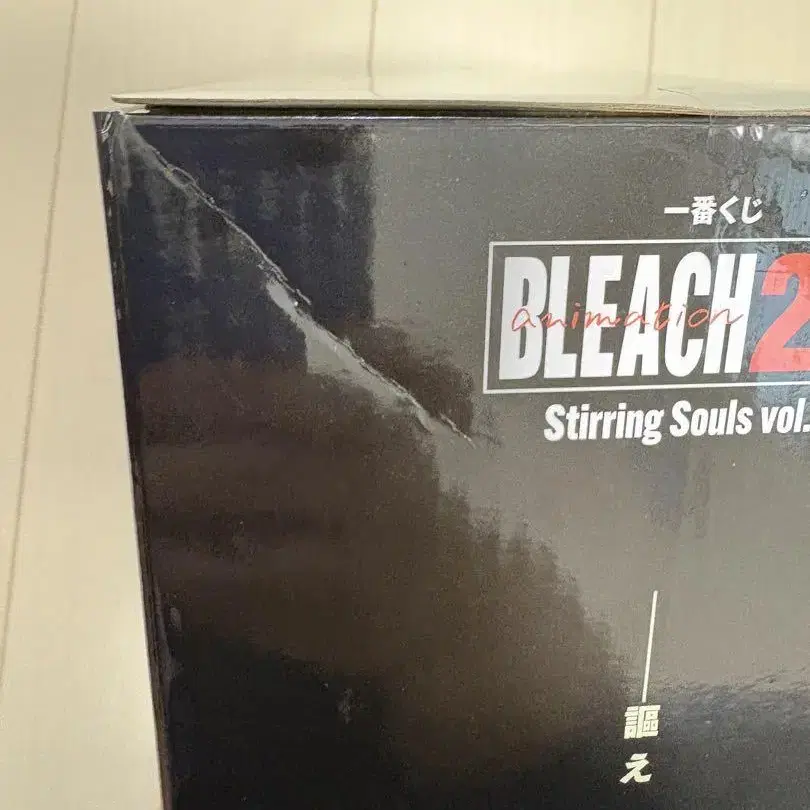 一番くじ
BLEACH 2
animation
Stirring Souls vol.
謳え